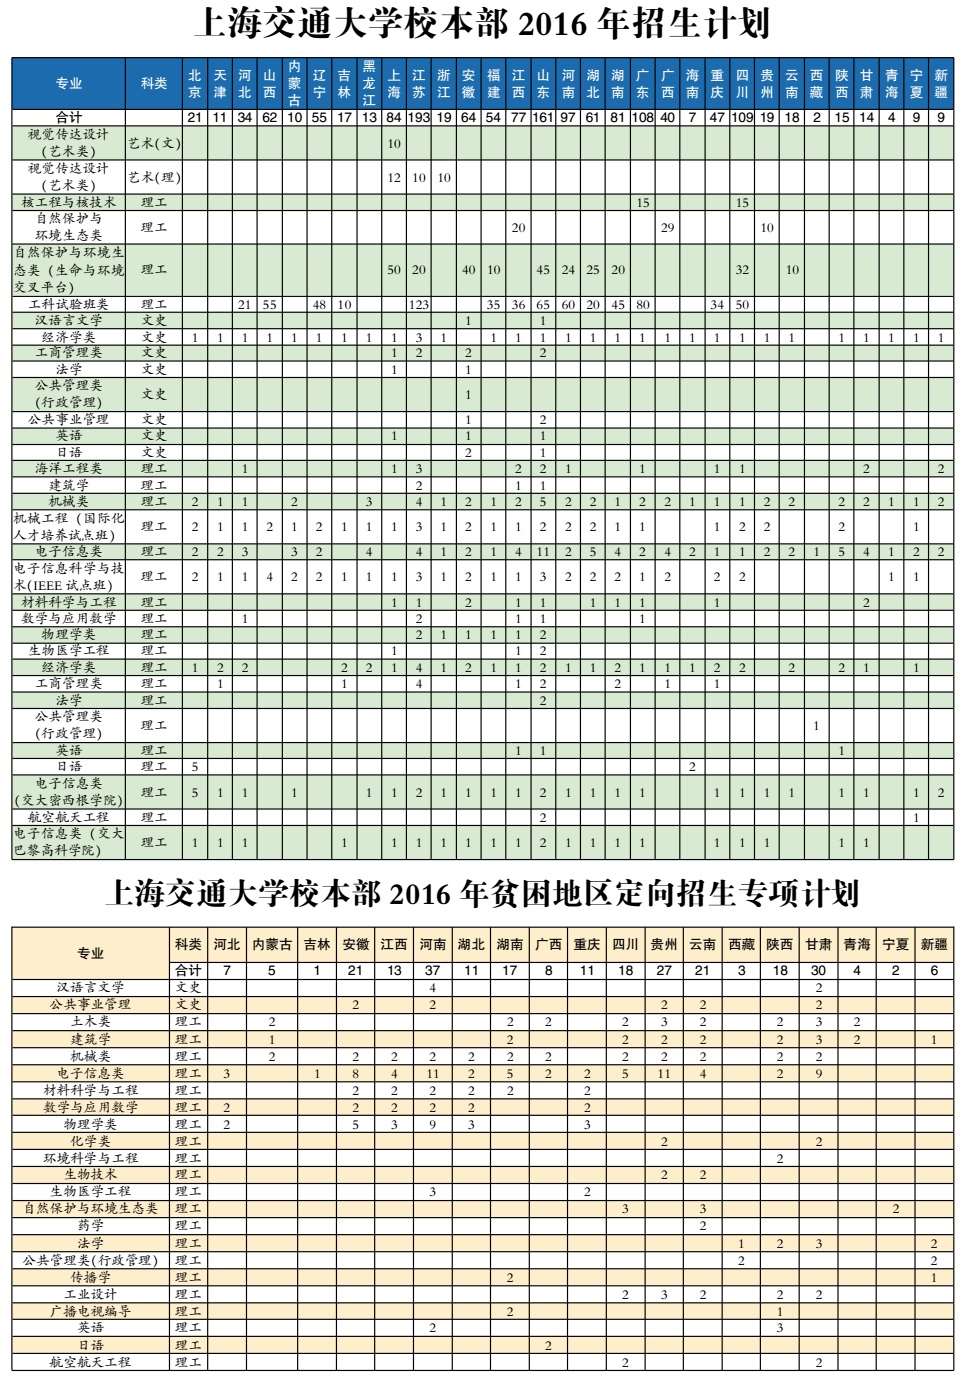 上海交通大学校本部 2016 年招生计划
专业 科类 北京 天津 河北 山西 内蒙古 辽宁 吉林 黑龙江 上海 江苏 浙江 安徽 福建 江西 山东 河南 湖北 湖南 广东 广西 海南 重庆 四川 贵州 云南 西藏 陕西 甘肃 青海 宁夏 新疆
合计 21 11 34 62 10 55 17 13 84 193 19 64 54 77 161 97 61 81 108 40 7 47 109 19 18 2 15 14 4 9 9
视觉传达设计
(艺术类) 艺术(文) 10
视觉传达设计
(艺术类) 艺术(理) 12 10 10
核工程与核技术 理工 15 15
自然保护与
环境生态类 理工 20 29 10
自然保护与环境生
态类（生命与环境
交叉平台） 理工 50 20 40 10 45 24 25 20 32 10
工科试验班类 理工 21 55 48 10 123 35 36 65 60 20 45 80 34 50
汉语言文学 文史 1 1
经济学类 文史 1 1 1 1 1 1 1 1 1 3 1 1 1 1 1 1 1 1 1 1 1 1 1 1 1 1 1 1 1
工商管理类 文史 1 2 2 2
法学 文史 1 1
公共管理类
(行政管理) 文史 1
公共事业管理 文史 1 2
英语 文史 1 1 1
日语 文史 2 1
海洋工程类 理工 1 1 3 2 2 1 1 1 1 2 2
建筑学 理工 2 1 1
机械类 理工 2 1 1 2 3 4 1 2 1 2 5 2 2 1 2 2 1 1 1 2 2 2 2 1 1 2
机械工程（国际化
人才培养试点班） 理工 2 1 1 2 1 2 1 1 1 3 1 2 1 1 2 2 2 1 1 1 2 2 2 1
电子信息类 理工 2 2 3 3 2 4 4 1 2 1 4 11 2 5 4 2 4 2 1 1 2 2 1 5 4 1 2 2
电子信息科学与技
术(IEEE 试点班) 理工 2 1 1 4 2 2 1 1 1 3 1 2 1 1 3 2 2 2 1 2 2 2 1 1
材料科学与工程 理工 1 1 2 1 1 1 1 1 1 2
数学与应用数学 理工 1 2 1 1 1
物理学类 理工 2 1 1 1 1 2
生物医学工程 理工 1 1 2
经济学类 理工 1 2 2 2 2 1 4 1 2 1 1 2 1 1 2 1 1 1 2 2 2 2 1 1
工商管理类 理工 1 1 4 1 2 2 1 1
法学 理工 2
公共管理类
(行政管理) 理工 1
英语 理工 1 1 1
日语 理工 5 2
电子信息类
(交大密西根学院) 理工 5 1 1 1 1 1 2 1 1 1 1 2 1 1 1 1 1 1 1 1 1 1 1 2
航空航天工程 理工 2 1
电子信息类（交大
巴黎高科学院） 理工 1 1 1 1 1 1 1 1 1 1 2 1 1 1 1 1 1 1 1 1
上海交通大学校本部 2016 年贫困地区定向招生专项计划
专业 科类 河北 内蒙古 吉林 安徽 江西 河南 湖北 湖南 广西 重庆 四川 贵州 云南 西藏 陕西 甘肃 青海 宁夏 新疆
合计 7 5 1 21 13 37 11 17 8 11 18 27 21 3 18 30 4 2 6
汉语言文学 文史 4 2
公共事业管理 文史 2 2 2 2 2
土木类 理工 2 2 2 2 3 2 2 3 2
建筑学 理工 1 2 2 2 2 2 3 2 1
机械类 理工 2 2 2 2 2 2 2 2 2 2 2 2
电子信息类 理工 3 1 8 4 11 2 5 2 2 5 11 4 2 9
材料科学与工程 理工 2 2 2 2 2 2
数学与应用数学 理工 2 2 2 2 2 2
物理学类 理工 2 5 3 9 3 3
化学类 理工 2 2
环境科学与工程 理工 2
生物技术 理工 2 2
生物医学工程 理工 3 2
自然保护与环境生态类 理工 3 3 2
药学 理工 2
法学 理工 1 2 3 2
公共管理类(行政管理) 理工 2 2
传播学 理工 2 1
工业设计 理工 2 3 2 2 2
广播电视编导 理工 2 1
英语 理工 2 3
日语 理工 2
航空航天工程 理工 2 2